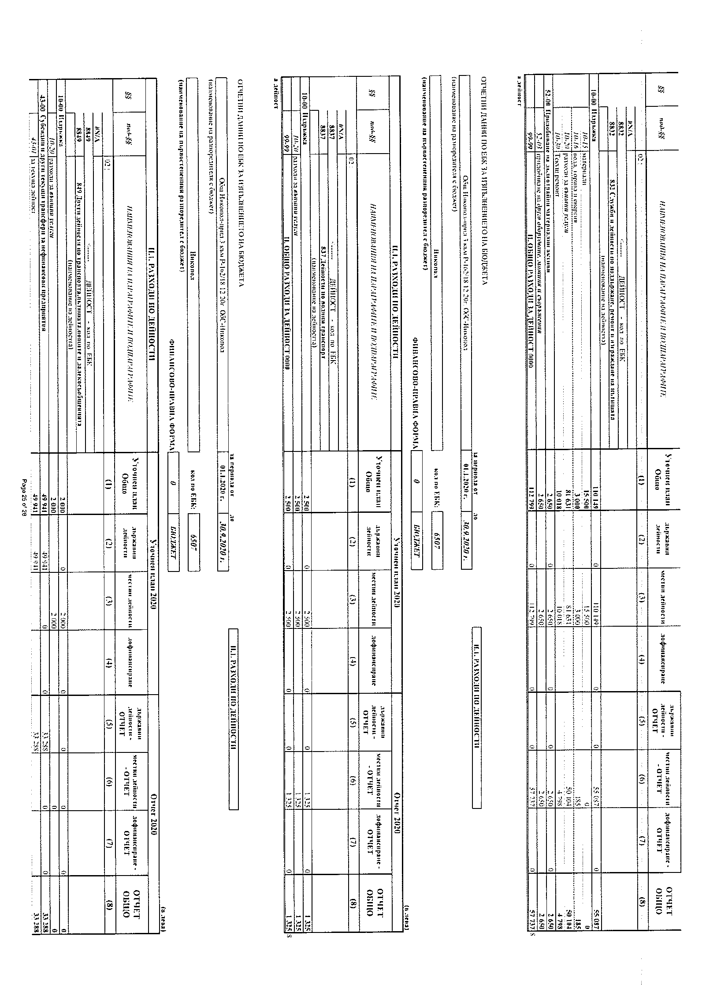 §§ под-§§ НАИМЕНОВАНИЯ НА ПАРАГРАФИТЕ И ПОДПАРАГРАФИТЕ Уточнен план Общо държавни дейности местни дейности дофинансиране държавни дейности - ОТЧЕТ местни дейности - ОТЧЕТ дофинансиране - ОТЧЕТ ОТЧЕТ ОБЩО
02 : (1) (2) (3) (4) (5) (6) (7) (8)
#N/A
8832 <------ ДЕЙНОСТ - код по ЕБК
8832 832 Служби и дейности по поддържане, ремонт и изграждане на пътищата
(наименование на дейността)
10-00 Издръжка 110 149 0 110 149 0 0 55 087 0 55 087
10-15 материали 15 500 15 500 0 0
10-16 вода, горива и енергия 3 000 3 000 185 185
10-20 разходи за външни услуги 81 631 81 631 50 104 50 104
10-30 Текущ ремонт 10 018 10 018 4 798 4 798
52-00 Придобиване на дълготрайни материални активи 2 650 0 2 650 0 0 2 650 0 2 650
52-03 придобиване на друго оборудване, машини и съоръжения 2 650 2 650 2 650 2 650
99-99 II. ОБЩО РАЗХОДИ ЗА ДЕЙНОСТ 0000 112 799 0 112 799 0 0 57 737 0 57 737 S
а дейност
ОТЧЕТНИ ДАННИ ПО ЕБК ЗА ИЗПЪЛНЕНИЕТО НА БЮДЖЕТА
за периода от до II.1. РАЗХОДИ ПО ДЕЙНОСТИ
Общ Никопол-прил 3 към Р-162/18 12 20г. ОбС-Никопол 01.1.2020 г. 30.9.2020 г.
(наименование на разпоредителя с бюджет)
Никопол код по ЕБК: 6507
(наименование на първостепенния разпоредител с бюджет)
ФИНАНСОВО-ПРАВНА ФОРМА 0 БЮДЖЕТ
(в лева)
II.1. РАЗХОДИ ПО ДЕЙНОСТИ Уточнен план 2020 Отчет 2020
§§ под-§§ НАИМЕНОВАНИЯ НА ПАРАГРАФИТЕ И ПОДПАРАГРАФИТЕ Уточнен план Общо държавни дейности местни дейности дофинансиране държавни дейности - ОТЧЕТ местни дейности - ОТЧЕТ дофинансиране - ОТЧЕТ ОТЧЕТ ОБЩО
02 : (1) (2) (3) (4) (5) (6) (7) (8)
#N/A
8837 <------ ДЕЙНОСТ - код по ЕБК
8837 837 Дейности по водния транспорт
(наименование на дейността)
10-00 Издръжка 2 500 0 2 500 0 0 1 325 0 1 325
10-20 разходи за външни услуги 2 500 2 500 1 325 1 325
99-99 II. ОБЩО РАЗХОДИ ЗА ДЕЙНОСТ 0000 2 500 0 2 500 0 0 1 325 0 1 325 S
а дейност
ОТЧЕТНИ ДАННИ ПО ЕБК ЗА ИЗПЪЛНЕНИЕТО НА БЮДЖЕТА
за периода от до II.1. РАЗХОДИ ПО ДЕЙНОСТИ
Общ Никопол-прил 3 към Р-162/18 12 20г. ОбС-Никопол 01.1.2020 г. 30.9.2020 г.
(наименование на разпоредителя с бюджет)
Никопол код по ЕБК: 6507
(наименование на първостепенния разпоредител с бюджет)
ФИНАНСОВО-ПРАВНА ФОРМА 0 БЮДЖЕТ
(в лева)
II.1. РАЗХОДИ ПО ДЕЙНОСТИ Уточнен план 2020 Отчет 2020
§§ под-§§ НАИМЕНОВАНИЯ НА ПАРАГРАФИТЕ И ПОДПАРАГРАФИТЕ Уточнен план Общо държавни дейности местни дейности дофинансиране държавни дейности - ОТЧЕТ местни дейности - ОТЧЕТ дофинансиране - ОТЧЕТ ОТЧЕТ ОБЩО
02 : (1) (2) (3) (4) (5) (6) (7) (8)
#N/A
8849 <------ ДЕЙНОСТ - код по ЕБК
8849 849 Други дейности по транспорта,пътищата,пощите и далекосъобщенията
(наименование на дейността)
10-00 Издръжка 2 000 0 2 000 0 0 0 0 0
10-20 разходи за външни услуги 2 000 2 000 0 0
43-00 Субсидии и други текущи трансфери за нефинансови предприятия 49 941 49 941 0 0 33 288 0 0 33 288
43-01 за текуща дейност 49 941 49 941 33 288 33 288
Page 25 of 28